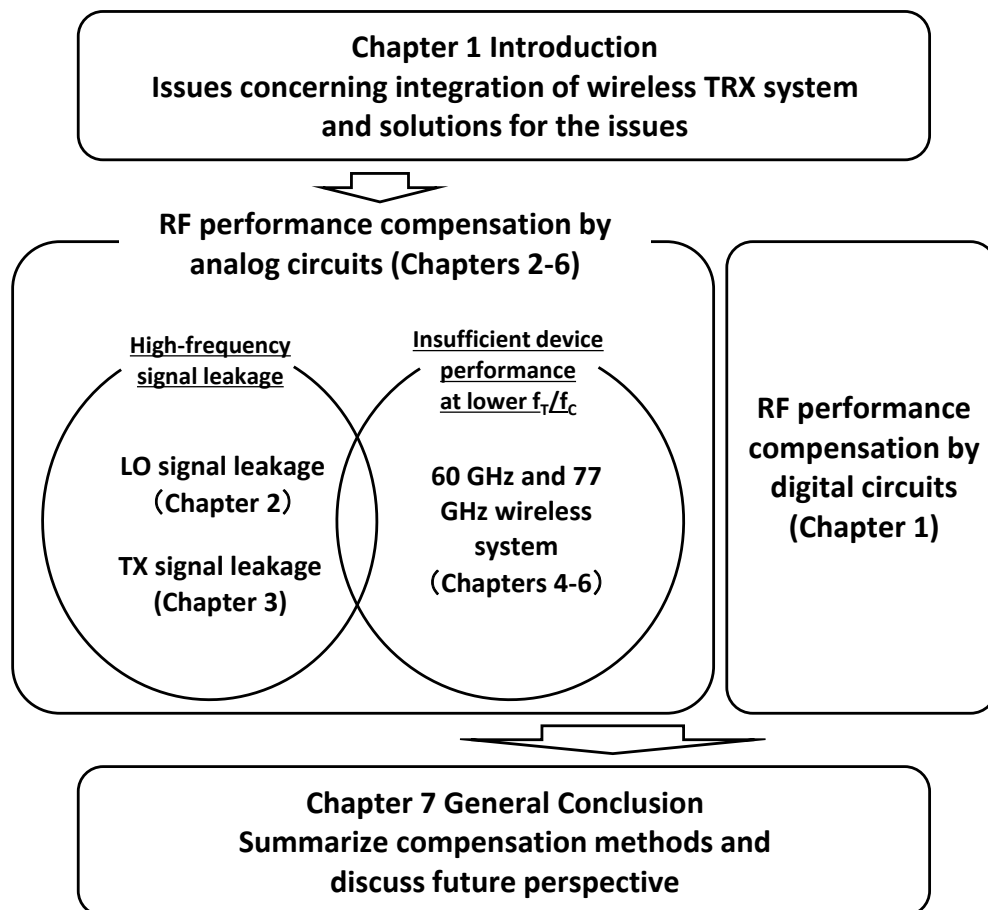 Chapter 1 Introduction
Issues concerning integration of wireless TRX system
and solutions for the issues
RF performance compensation by
analog circuits (Chapters 2-6)
High-frequency
signal leakage
LO signal leakage
（Chapter 2）
TX signal leakage
(Chapter 3)
Insufficient device
performance
at lower fT/fC
60 GHz and 77
GHz wireless
system
（Chapters 4-6）
RF performance
compensation by
digital circuits
(Chapter 1)
Chapter 7 General Conclusion
Summarize compensation methods and
discuss future perspective